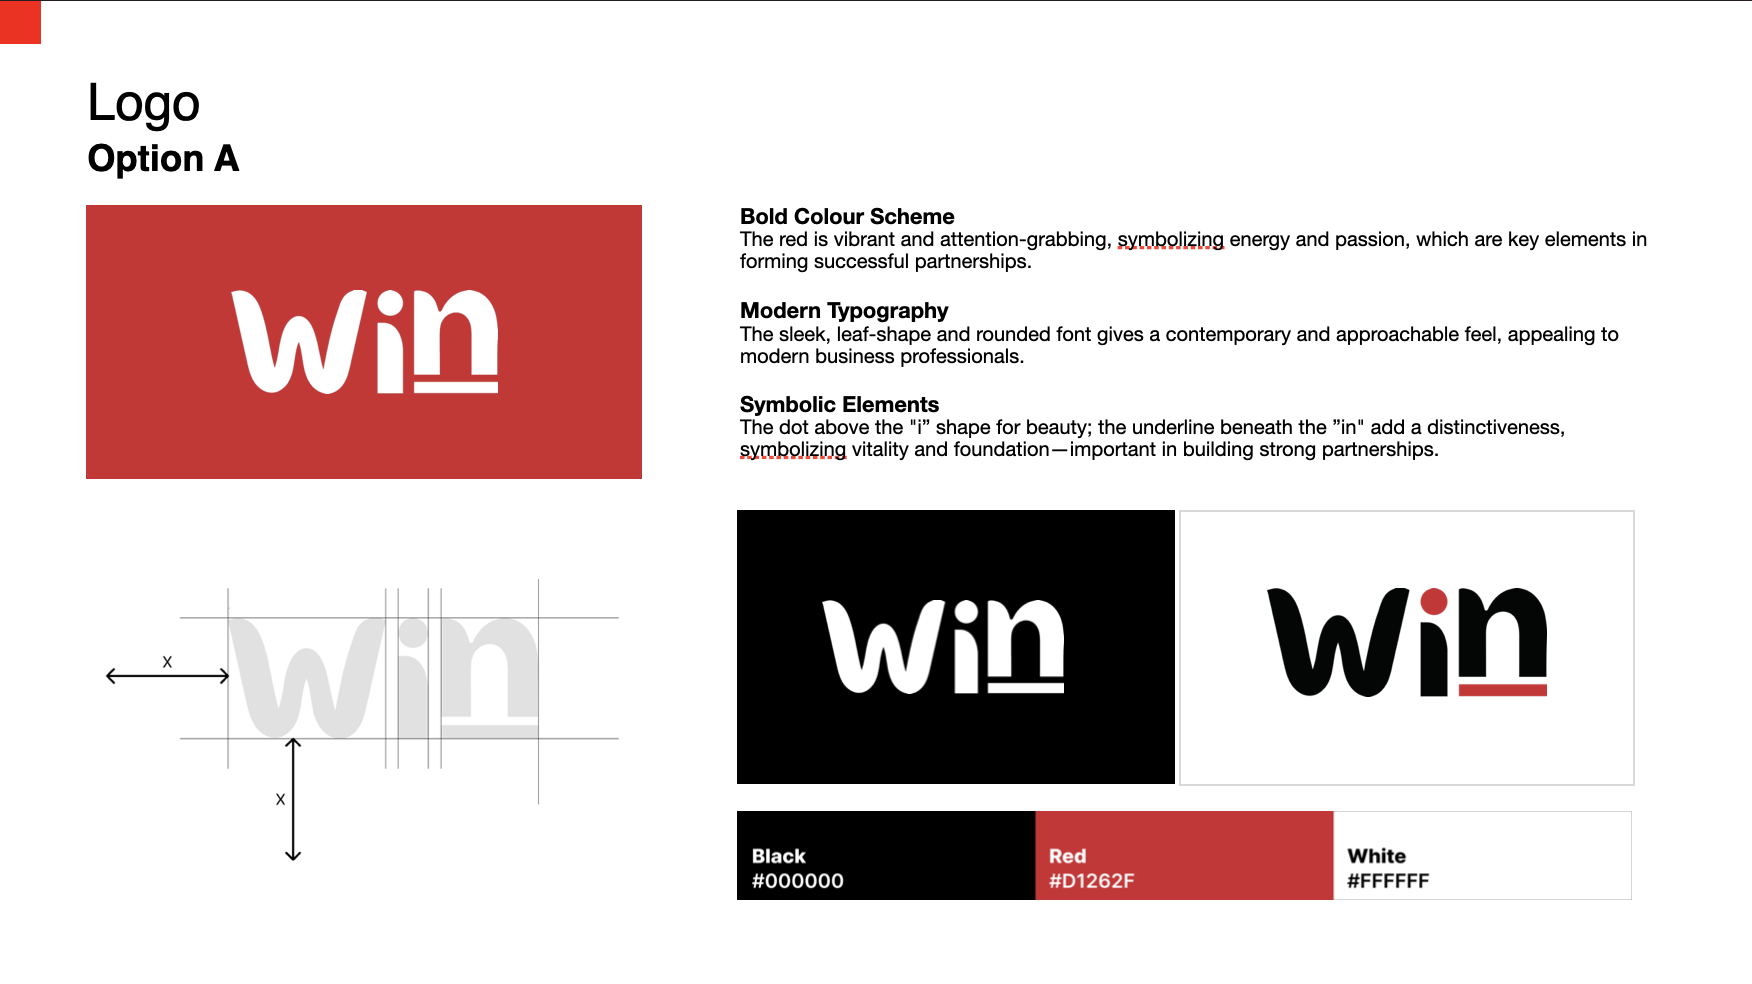 Logo
Option A
Win
Bold Colour Scheme
The red is vibrant and attention-grabbing, symbolizing energy and passion, which are key elements in
forming successful partnerships.
Modern Typography
The sleek, leaf-shape and rounded font gives a contemporary and approachable feel, appealing to
modern business professionals.
Symbolic Elements
The dot above the "i” shape for beauty; the underline beneath the ”in" add a distinctiveness,
symbolizing vitality and foundation—important in building strong partnerships.
Win
Win
Win
X
X
Black
#000000
Red
#D1262F
White
#FFFFFF